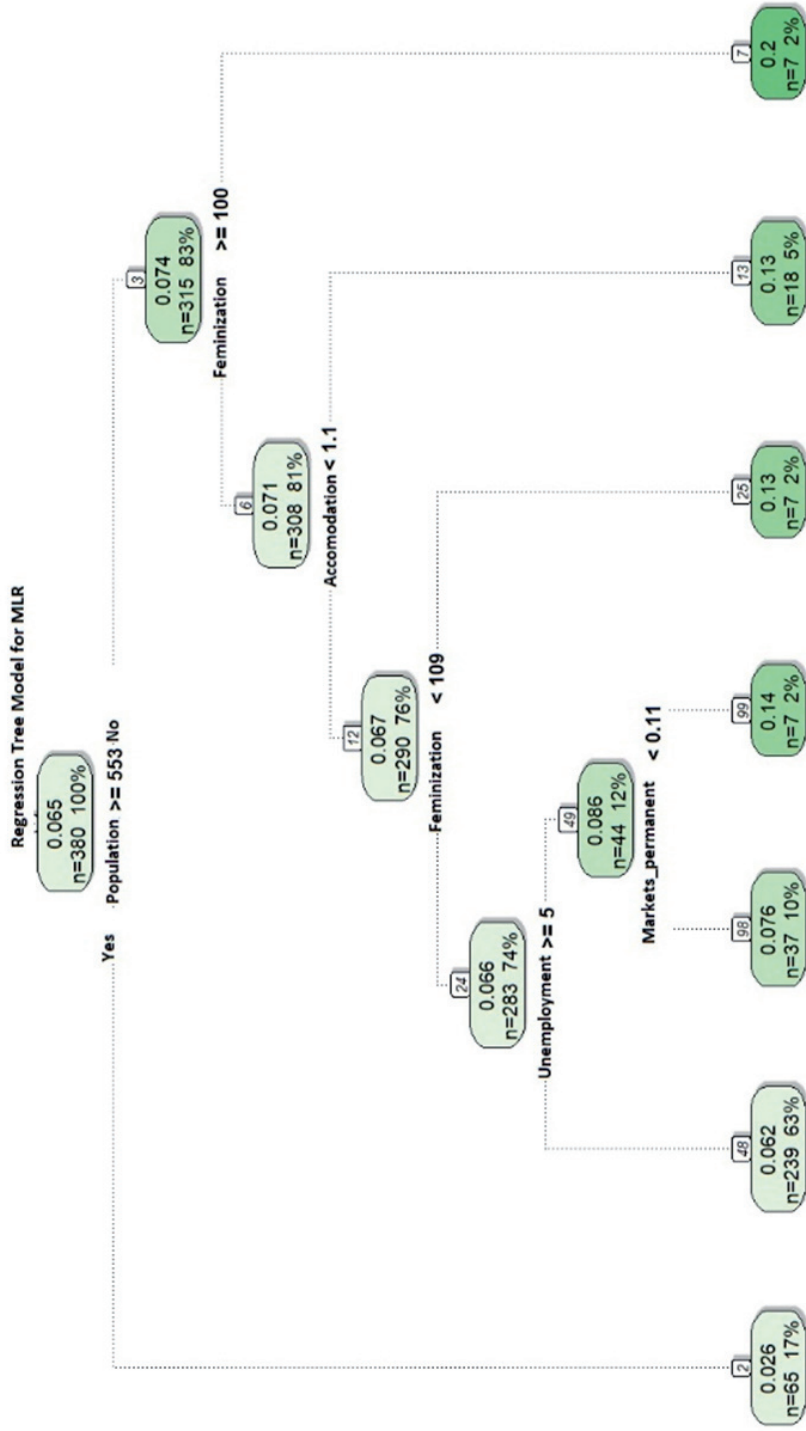 Regression Tree Model for MLR
0.065
n=380 100%
Yes Population >= 553 No
3
0.074
n=315 83%
Feminization >= 100
6
0.071
n=308 81%
Accomodation < 1.1
12
0.067
n=290 76%
Feminization < 109
24
0.066
n=283 74%
Unemployment >= 5
49
0.086
n=44 12%
Markets_permanent < 0.11
2
0.026
n=65 17%
48
0.062
n=239 63%
98
0.076
n=37 10%
99
0.14
n=7 2%
25
0.13
n=7 2%
13
0.13
n=18 5%
7
0.2
n=7 2%